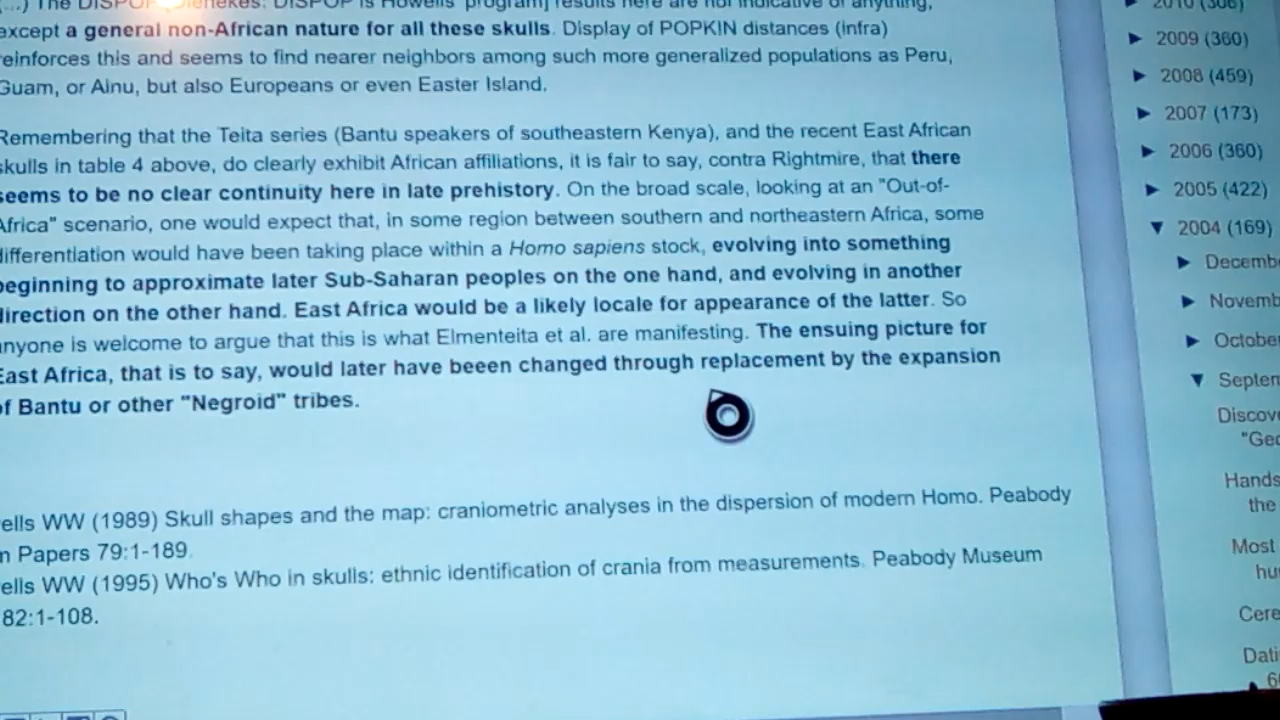 (...) The DISPOP Dienekes: DISPOP is Howells' program] results here are not indicative of anything,
except a general non-African nature for all these skulls. Display of POPKIN distances (infra)
reinforces this and seems to find nearer neighbors among such more generalized populations as Peru,
Guam, or Ainu, but also Europeans or even Easter Island.
Remembering that the Teita series (Bantu speakers of southeastern Kenya), and the recent East African
skulls in table 4 above, do clearly exhibit African affiliations, it is fair to say, contra Rightmire, that there
seems to be no clear continuity here in late prehistory. On the broad scale, looking at an "Out-of-
Africa" scenario, one would expect that, in some region between southern and northeastern Africa, some
differentiation would have been taking place within a Homo sapiens stock, evolving into something
beginning to approximate later Sub-Saharan peoples on the one hand, and evolving in another
direction on the other hand. East Africa would be a likely locale for appearance of the latter. So
anyone is welcome to argue that this is what Elmenteita et al. are manifesting. The ensuing picture for
East Africa, that is to say, would later have beeen changed through replacement by the expansion
of Bantu or other "Negroid" tribes.
ells WW (1989) Skull shapes and the map: craniometric analyses in the dispersion of modern Homo. Peabody
m Papers 79:1-189.
ells WW (1995) Who's Who in skulls: ethnic identification of crania from measurements. Peabody Museum
82:1-108.
► 2010 (306)
► 2009 (360)
► 2008 (459)
► 2007 (173)
► 2006 (360)
► 2005 (422)
▼ 2004 (169)
► Decemb
► Novemb
► Octobe
▼ Septem
Discov
"Geo
Hands
the
Most
hu
Cere
Dati
6